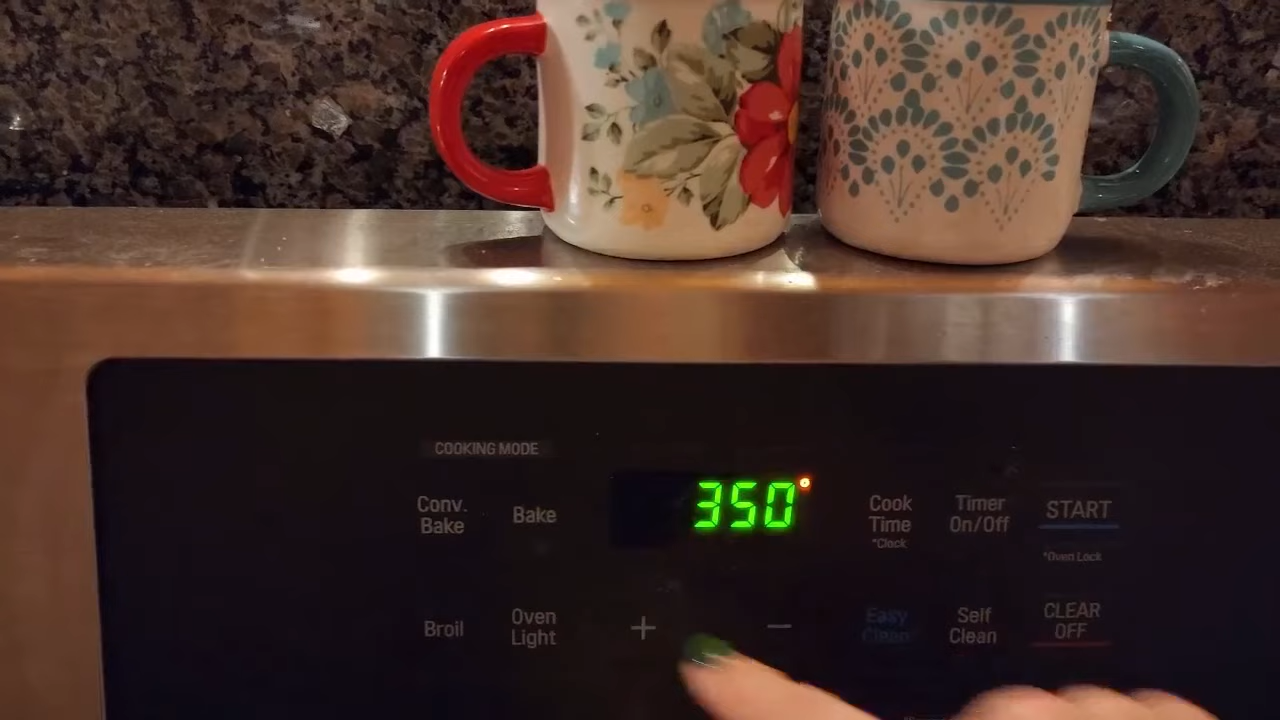 COOKING MODE
Conv.
Bake
Bake
350°
Cook
Time
*Clock
Timer
On/Off
START
*Oven Lock
Broil
Oven
Light
+
−
Easy
Clean
Self
Clean
CLEAR
OFF